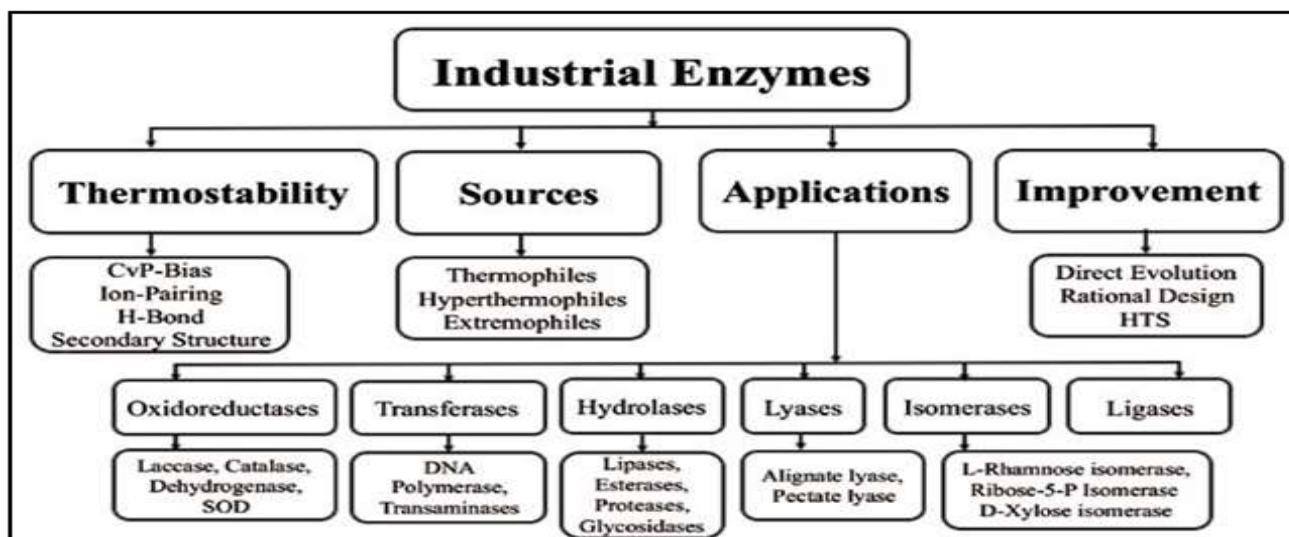 Industrial Enzymes
Thermostability
Sources
Applications
Improvement
CvP-Bias
Ion-Pairing
H-Bond
Secondary Structure
Thermophiles
Hyperthermophiles
Extremophiles
Direct Evolution
Rational Design
HTS
Oxidoreductases
Transferases
Hydrolases
Lyases
Isomerases
Ligases
Laccase, Catalase,
Dehydrogenase,
SOD
DNA
Polymerase,
Transaminases
Lipases,
Esterases,
Proteases,
Glycosidases
Alignate lyase,
Pectate lyase
L-Rhamnose isomerase,
Ribose-5-P Isomerase
D-Xylose isomerase